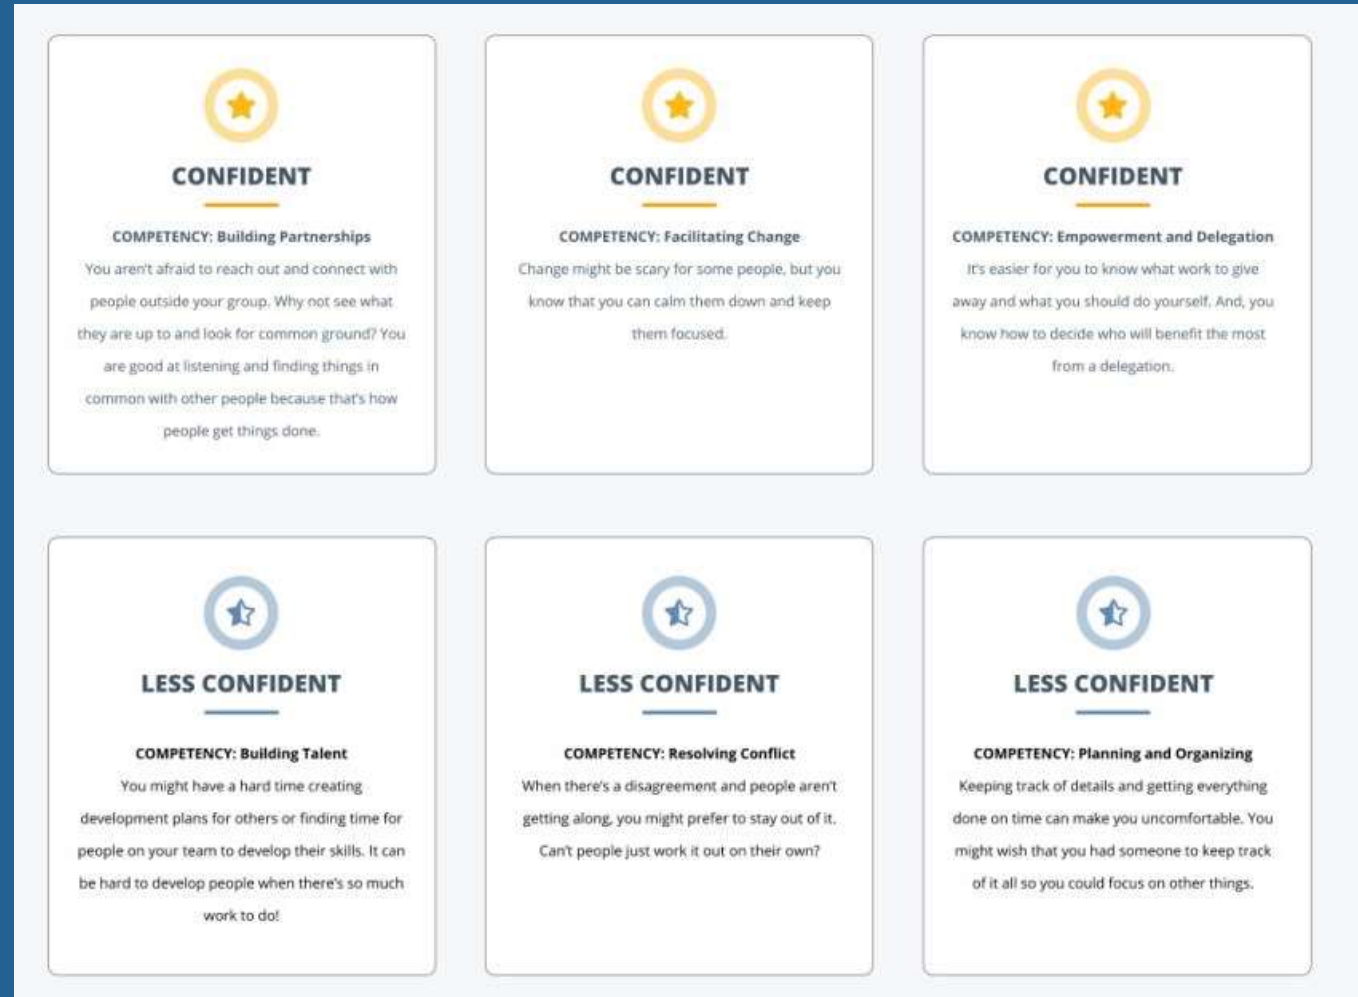 CONFIDENT
COMPETENCY: Building Partnerships
You aren't afraid to reach out and connect with
people outside your group. Why not see what
they are up to and look for common ground? You
are good at listening and finding things in
common with other people because that's how
people get things done.
CONFIDENT
COMPETENCY: Facilitating Change
Change might be scary for some people, but you
know that you can calm them down and keep
them focused.
CONFIDENT
COMPETENCY: Empowerment and Delegation
It's easier for you to know what work to give
away and what you should do yourself. And, you
know how to decide who will benefit the most
from a delegation.
LESS CONFIDENT
COMPETENCY: Building Talent
You might have a hard time creating
development plans for others or finding time for
people on your team to develop their skills. It can
be hard to develop people when there's so much
work to do!
LESS CONFIDENT
COMPETENCY: Resolving Conflict
When there's a disagreement and people aren't
getting along, you might prefer to stay out of it.
Can't people just work it out on their own?
LESS CONFIDENT
COMPETENCY: Planning and Organizing
Keeping track of details and getting everything
done on time can make you uncomfortable. You
might wish that you had someone to keep track
of it all so you could focus on other things.